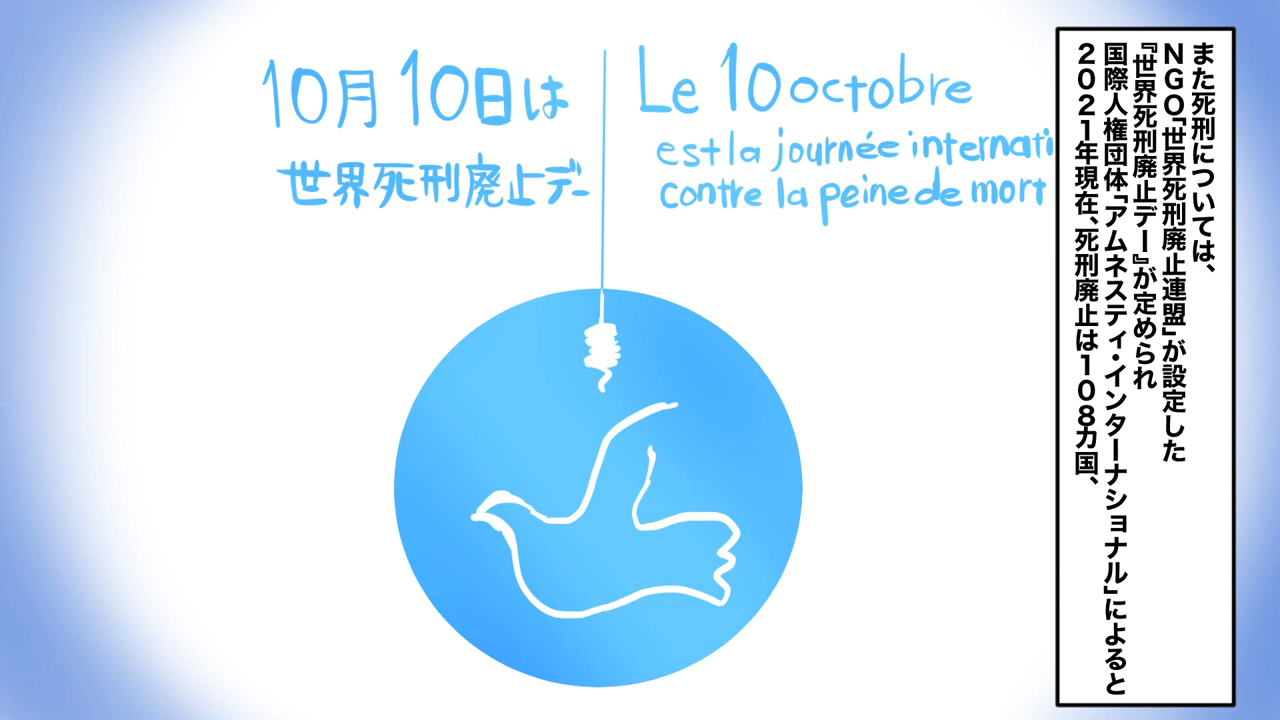 10月10日は
世界死刑廃止デー
Le 10 octobre
est la journée internati
contre la peine de mort
また死刑については、
NGO「世界死刑廃止連盟」が設定した
『世界死刑廃止デー』が定められ
国際人権団体「アムネスティ・インターナショナル」によると
2021年現在、死刑廃止は108カ国、